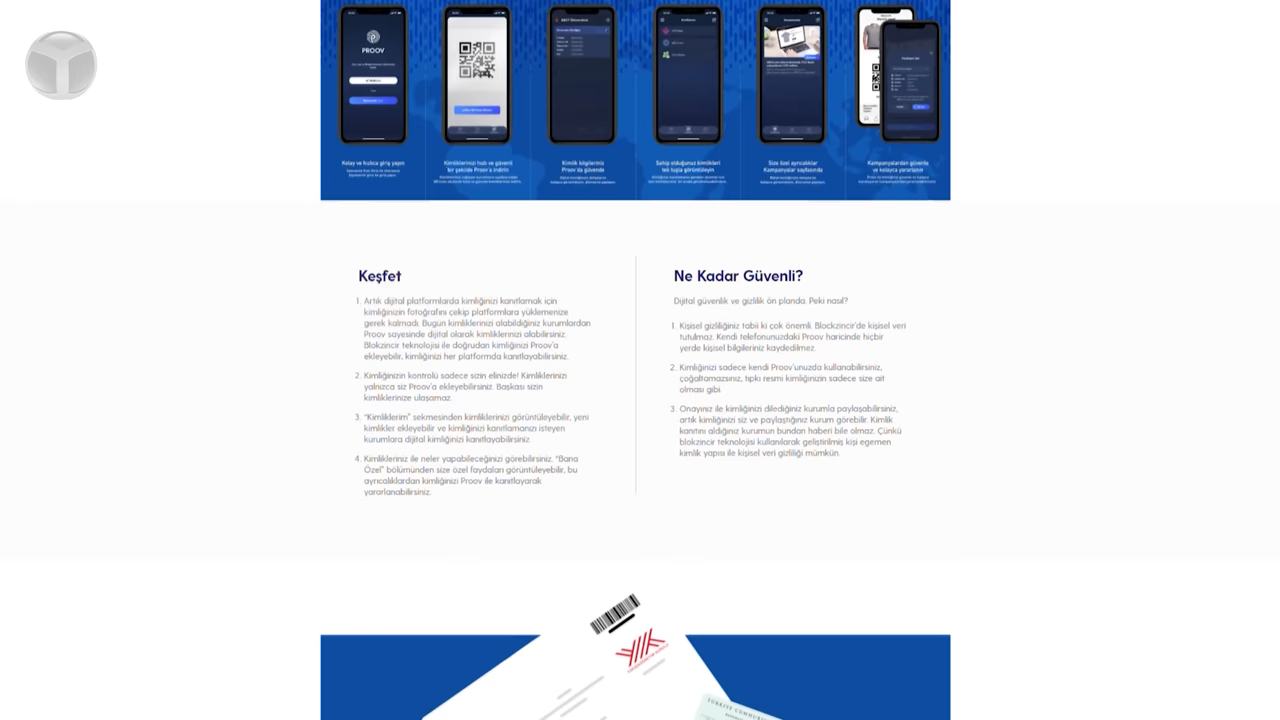 PROOV
Kolay ve hızlıca giriş yapın
Kimliklerinizi hızlı ve güvenli
bir şekilde Proov'a indirin
Kimlik bilgileriniz
Proov'da güvende
Sahip olduğunuz kimlikleri
tek tuşla görüntüleyin
Size özel ayrıcalıklar
Kampanyalar sayfasında
Kampanyalardan güvenle
ve kolayca yararlanın
Keşfet
1. Artık dijital platformlarda kimliğinizi kanıtlamak için
kimliğinizin fotoğrafını çekip platformlara yüklemenize
gerek kalmadı. Bugün kimliklerinizi alabildiğiniz kurumlardan
Proov sayesinde dijital olarak kimliklerinizi alabilirsiniz.
Blokzincir teknolojisi ile doğrudan kimliğinizi Proov'a
ekleyebilir, kimliğinizi her platformda kanıtlayabilirsiniz.
2. Kimliğinizin kontrolü sadece sizin elinizde! Kimliklerinizi
yalnızca siz Proov'a ekleyebilirsiniz. Başkası sizin
kimliklerinize ulaşamaz.
3. "Kimliklerim" sekmesinden kimliklerinizi görüntüleyebilir, yeni
kimlikler ekleyebilir ve kimliğinizi kanıtlamanızı isteyen
kurumlara dijital kimliğinizi kanıtlayabilirsiniz.
4. Kimlikleriniz ile neler yapabileceğinizi görebilirsiniz. "Bana
Özel" bölümünden size özel faydaları görüntüleyebilir, bu
ayrıcalıklardan kimliğinizi Proov ile kanıtlayarak
yararlanabilirsiniz.
Ne Kadar Güvenli?
Dijital güvenlik ve gizlilik ön planda. Peki nasıl?
1. Kişisel gizliliğiniz tabii ki çok önemli. Blockzincir'de kişisel veri
tutulmaz. Kendi telefonunuzdaki Proov haricinde hiçbir
yerde kişisel bilgileriniz kaydedilmez.
2. Kimliğinizi sadece kendi Proov'unuzda kullanabilirsiniz,
çoğaltamazsınız, tıpkı resmi kimliğinizin sadece size ait
olması gibi.
3. Onayınız ile kimliğinizi dilediğiniz kurumla paylaşabilirsiniz,
artık kimliğinizi siz ve paylaştığınız kurum görebilir. Kimlik
kanıtını aldığınız kurumun bundan haberi bile olmaz. Çünkü
blokzincir teknolojisi kullanılarak geliştirilmiş kişi egemen
kimlik yapısı ile kişisel veri gizliliği mümkün.